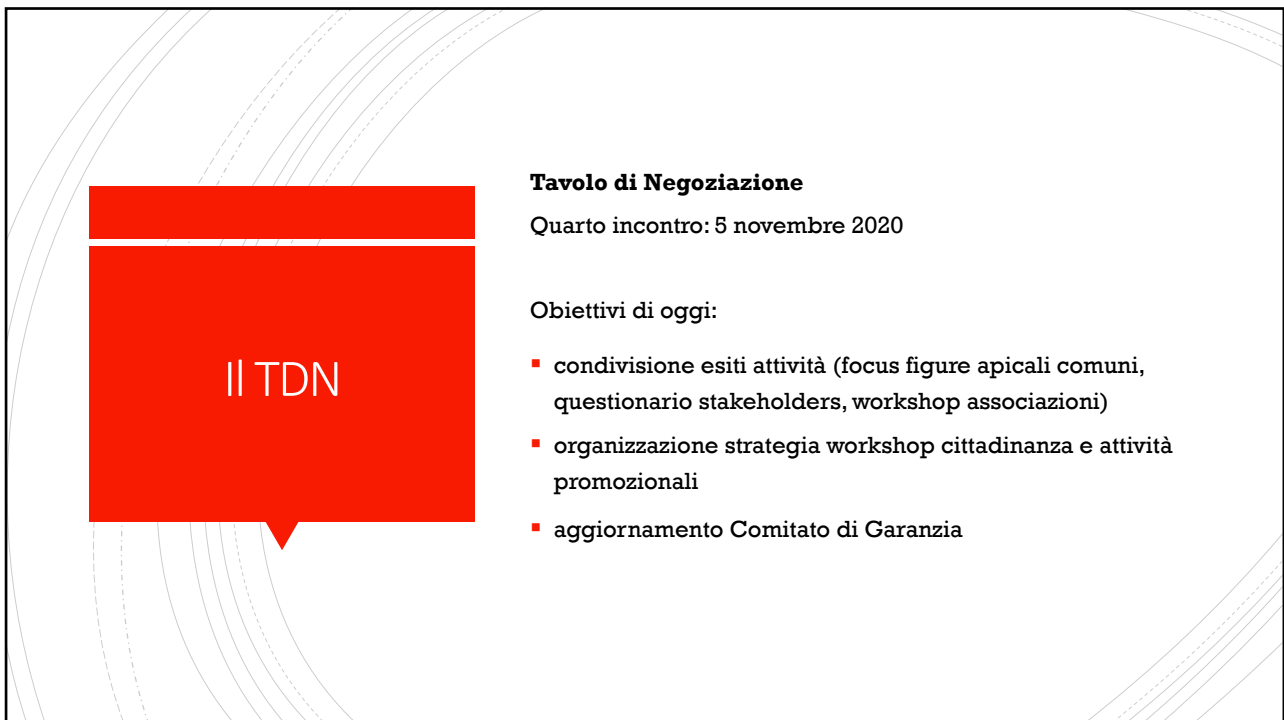 Il TDN
Tavolo di Negoziazione
Quarto incontro: 5 novembre 2020
Obiettivi di oggi:
▪ condivisione esiti attività (focus figure apicali comuni,
questionario stakeholders, workshop associazioni)
▪ organizzazione strategia workshop cittadinanza e attività
promozionali
▪ aggiornamento Comitato di Garanzia